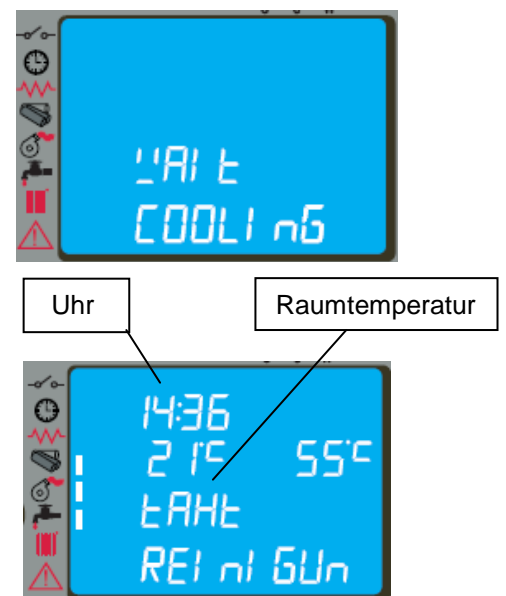 WAIt
COOLInG
Uhr Raumtemperatur
14:36
21°C 55°C
tAHt
REInIGUn